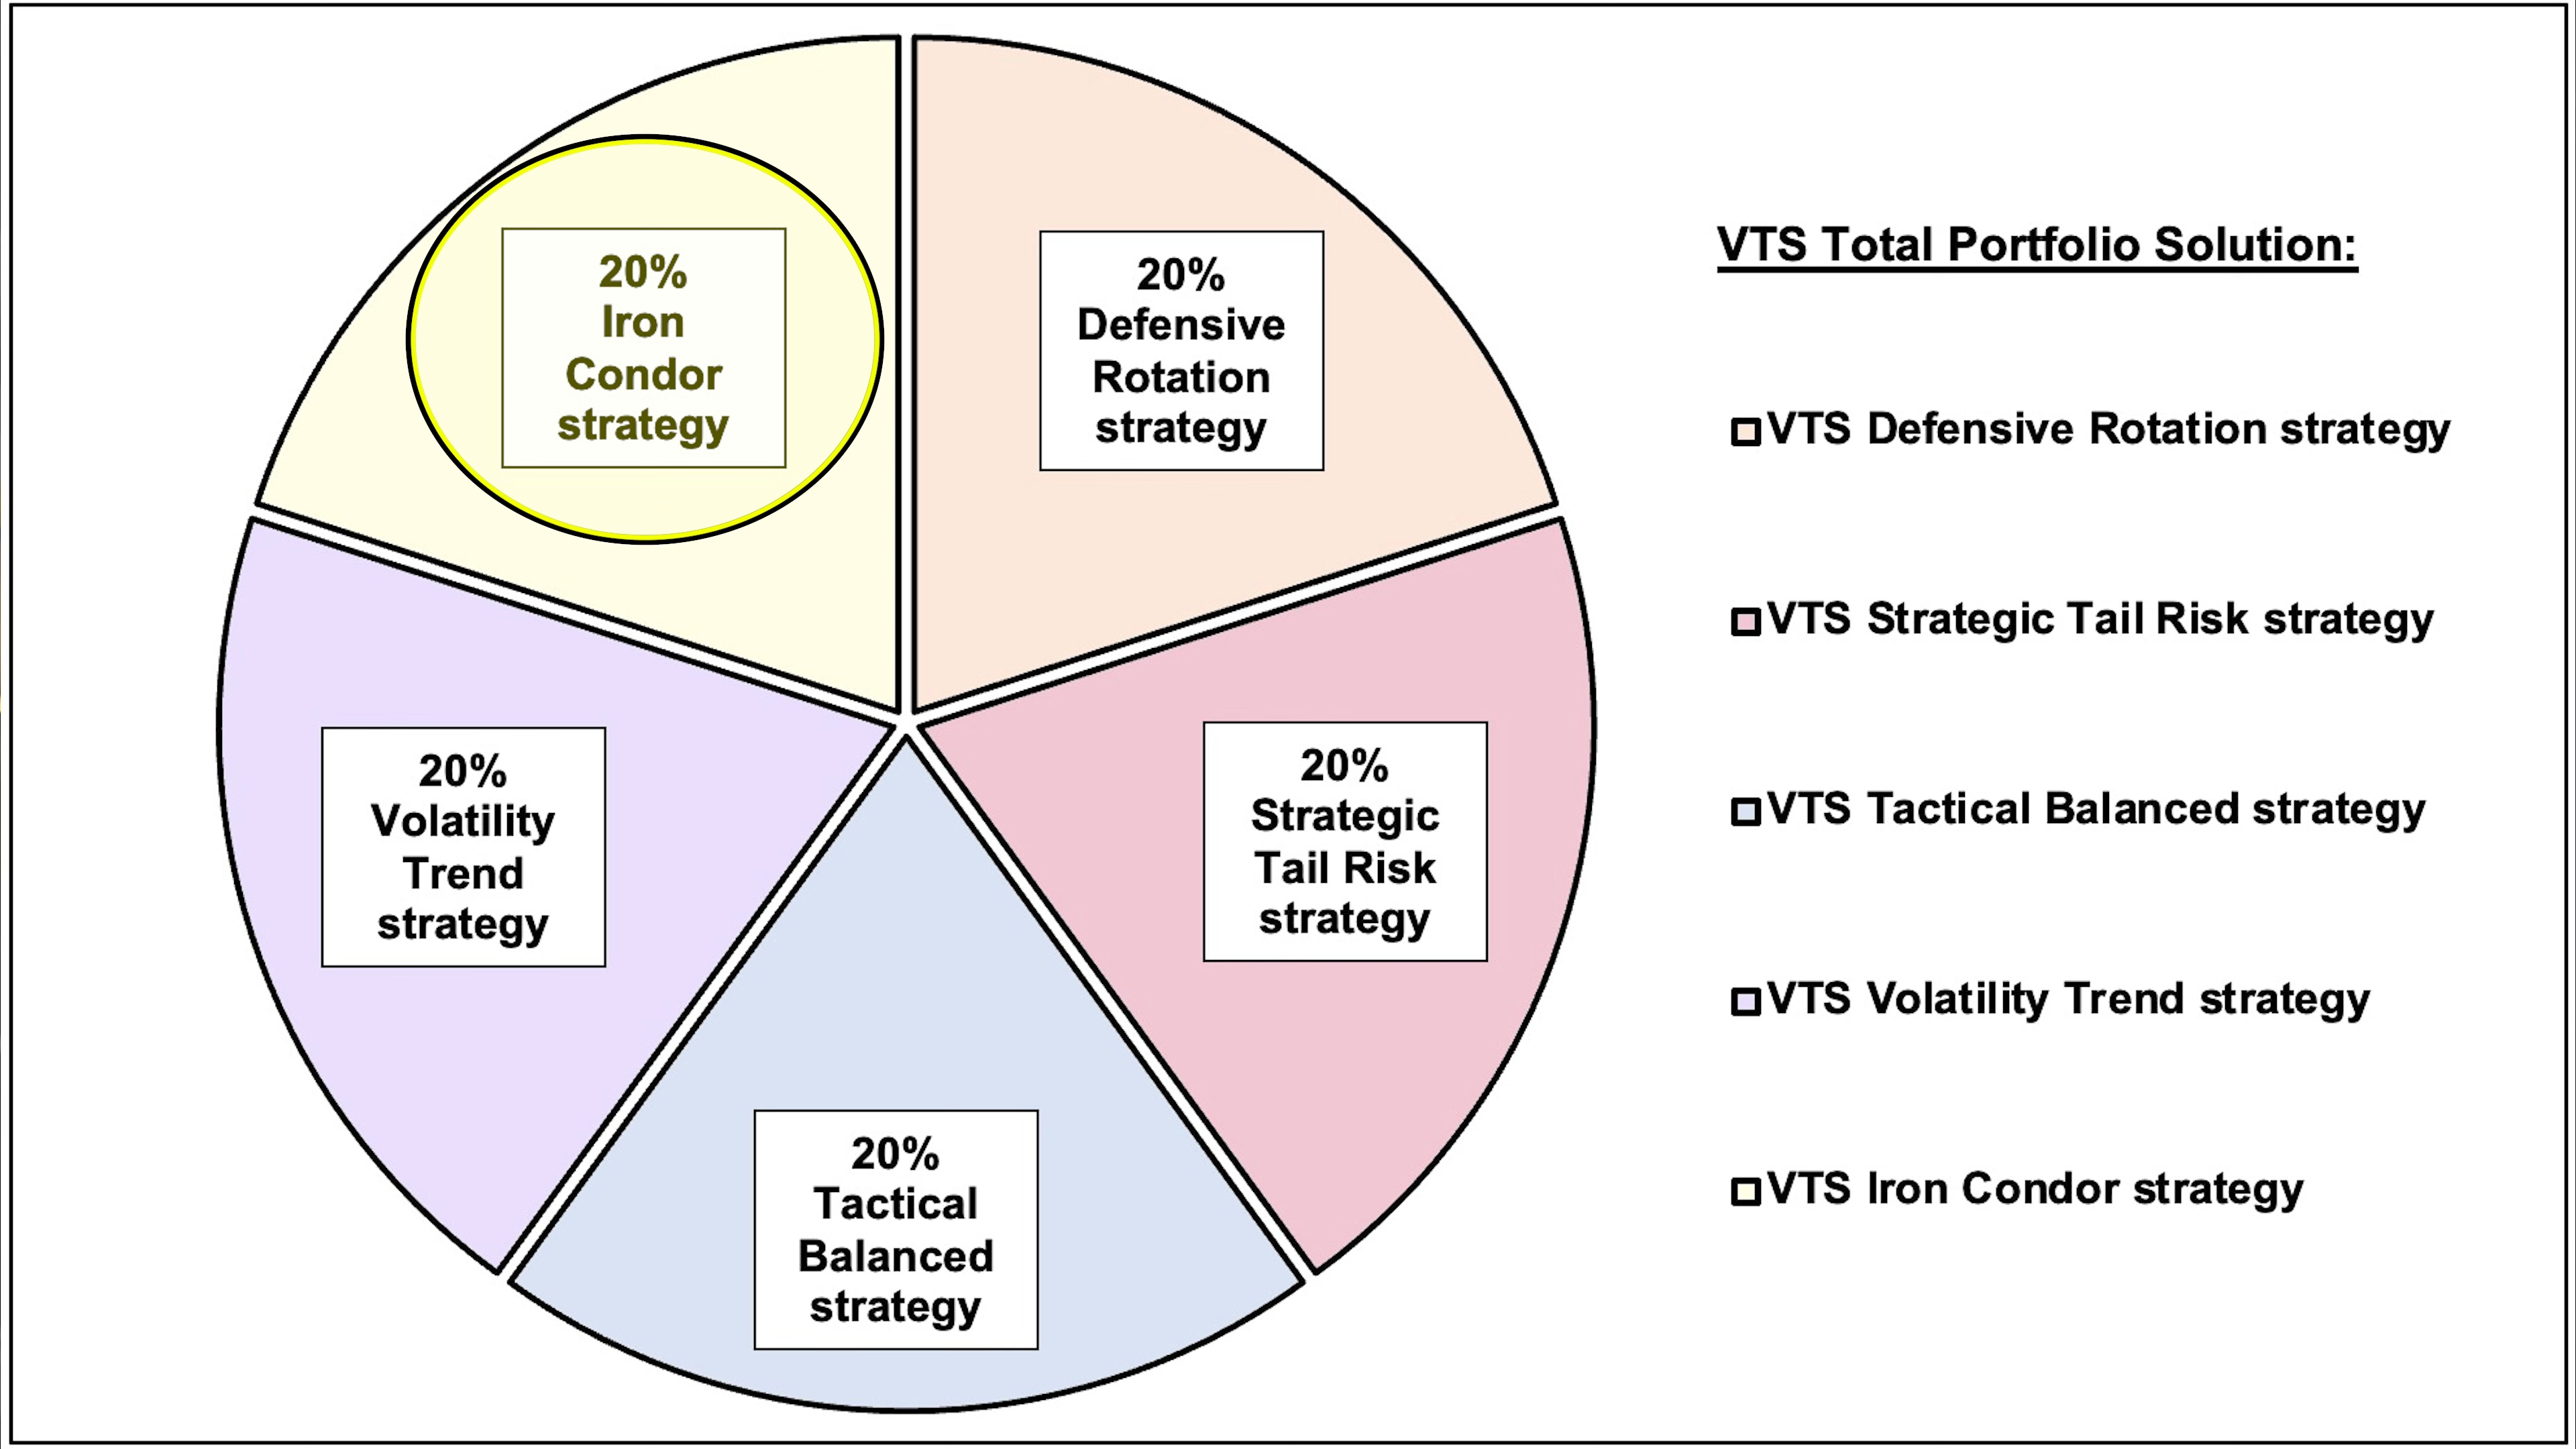 20%
Iron
Condor
strategy
20%
Defensive
Rotation
strategy
20%
Volatility
Trend
strategy
20%
Strategic
Tail Risk
strategy
20%
Tactical
Balanced
strategy
VTS Total Portfolio Solution:
VTS Defensive Rotation strategy
VTS Strategic Tail Risk strategy
VTS Tactical Balanced strategy
VTS Volatility Trend strategy
VTS Iron Condor strategy